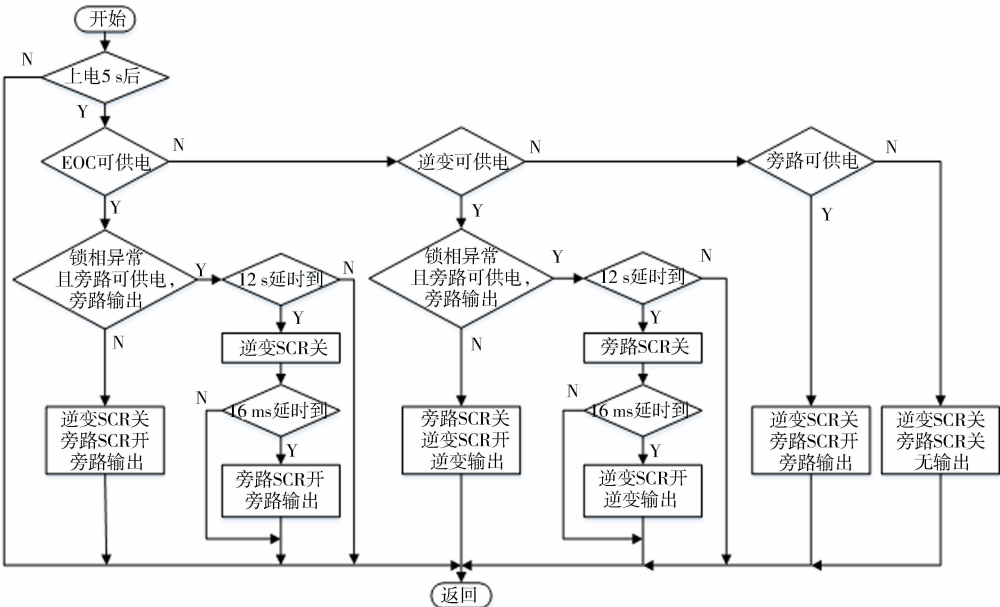 开始
N
上电5 s后
Y
EOC可供电
N
逆变可供电
N
旁路可供电
N
Y
Y
Y
锁相异常
且旁路可供电,
旁路输出
Y
12 s延时到
N
锁相异常
且旁路可供电,
旁路输出
Y
12 s延时到
N
Y
Y
N
逆变SCR关
N
旁路SCR关
N
16 ms延时到
N
16 ms延时到
逆变SCR关
旁路SCR开
旁路输出
旁路SCR关
逆变SCR开
逆变输出
逆变SCR关
旁路SCR开
旁路输出
逆变SCR关
旁路SCR关
无输出
Y
Y
旁路SCR开
旁路输出
逆变SCR开
逆变输出
返回